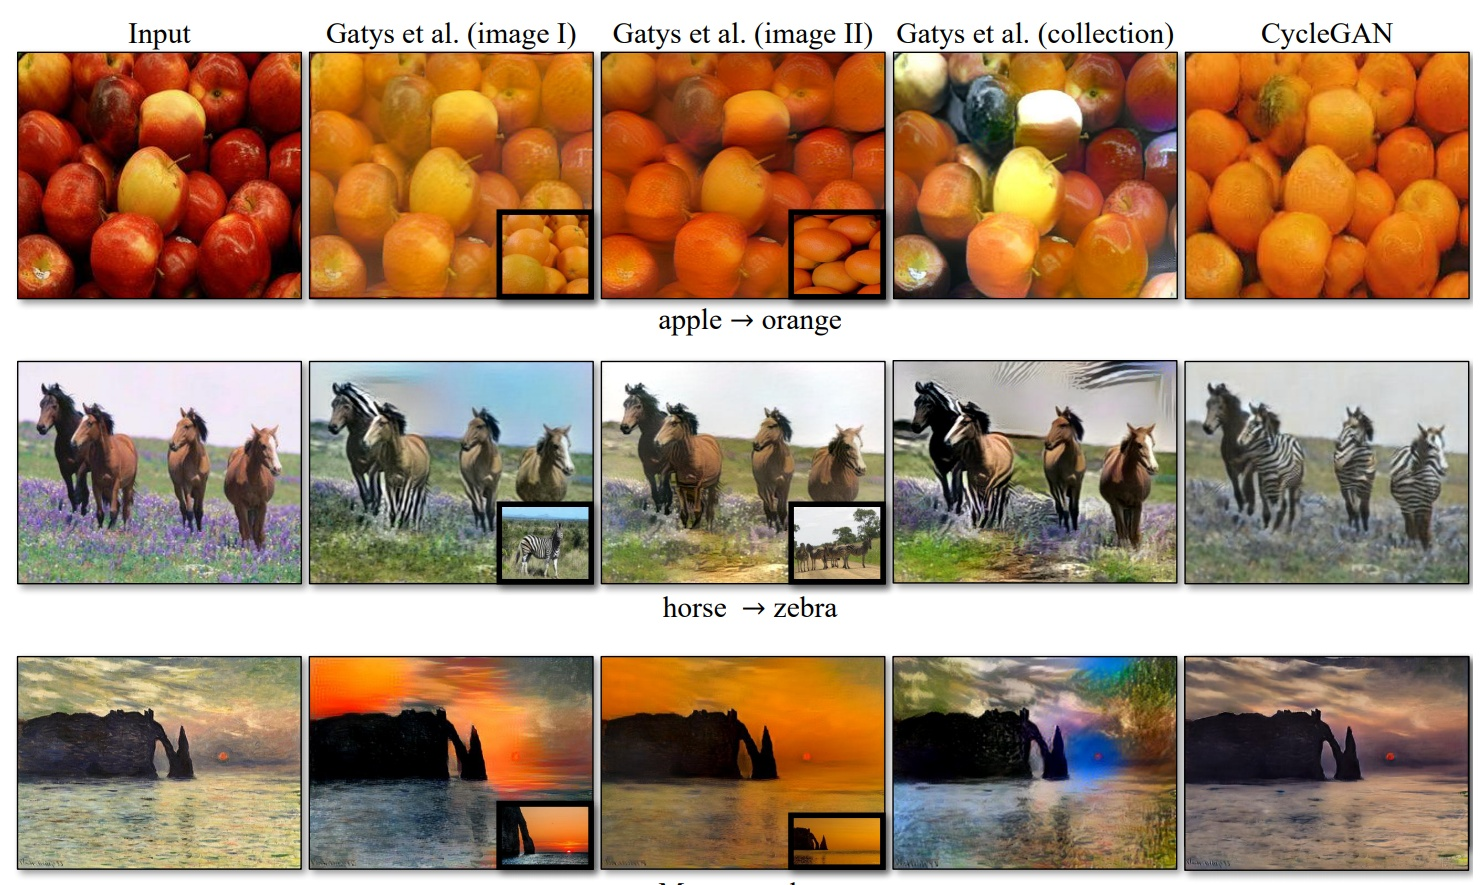 Input Gatys et al. (image I) Gatys et al. (image II) Gatys et al. (collection) CycleGAN
apple → orange
horse → zebra